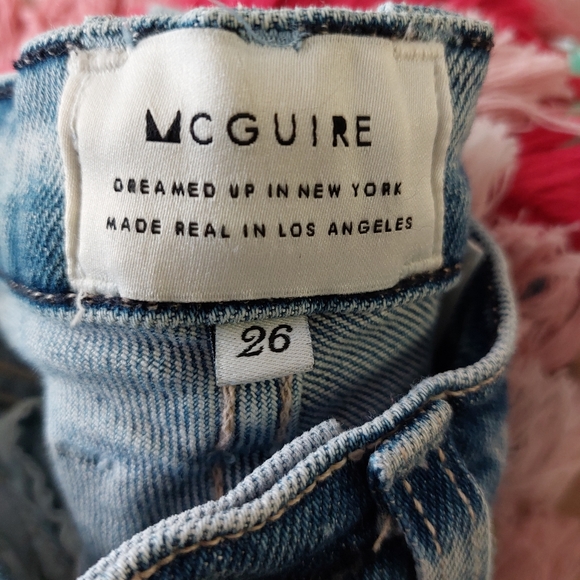 MCGUIRE
DREAMED UP IN NEW YORK
MADE REAL IN LOS ANGELES
26